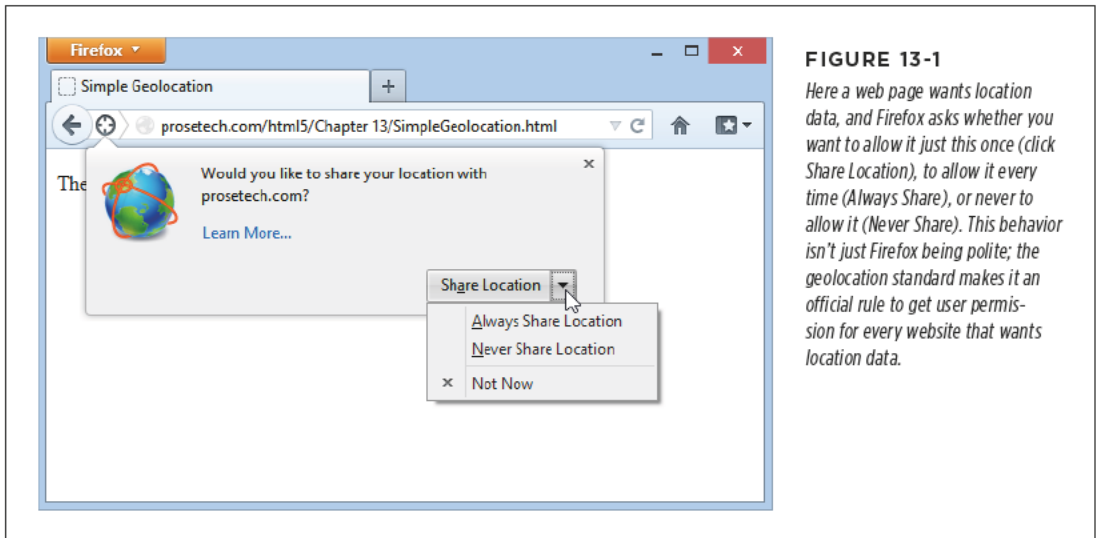 Firefox
Simple Geolocation
prosetech.com/html5/Chapter 13/SimpleGeolocation.html
The
Would you like to share your location with
prosetech.com?
Learn More...
Share Location
Always Share Location
Never Share Location
× Not Now
FIGURE 13-1
Here a web page wants location
data, and Firefox asks whether you
want to allow it just this once (click
Share Location), to allow it every
time (Always Share), or never to
allow it (Never Share). This behavior
isn't just Firefox being polite; the
geolocation standard makes it an
official rule to get user permis-
sion for every website that wants
location data.